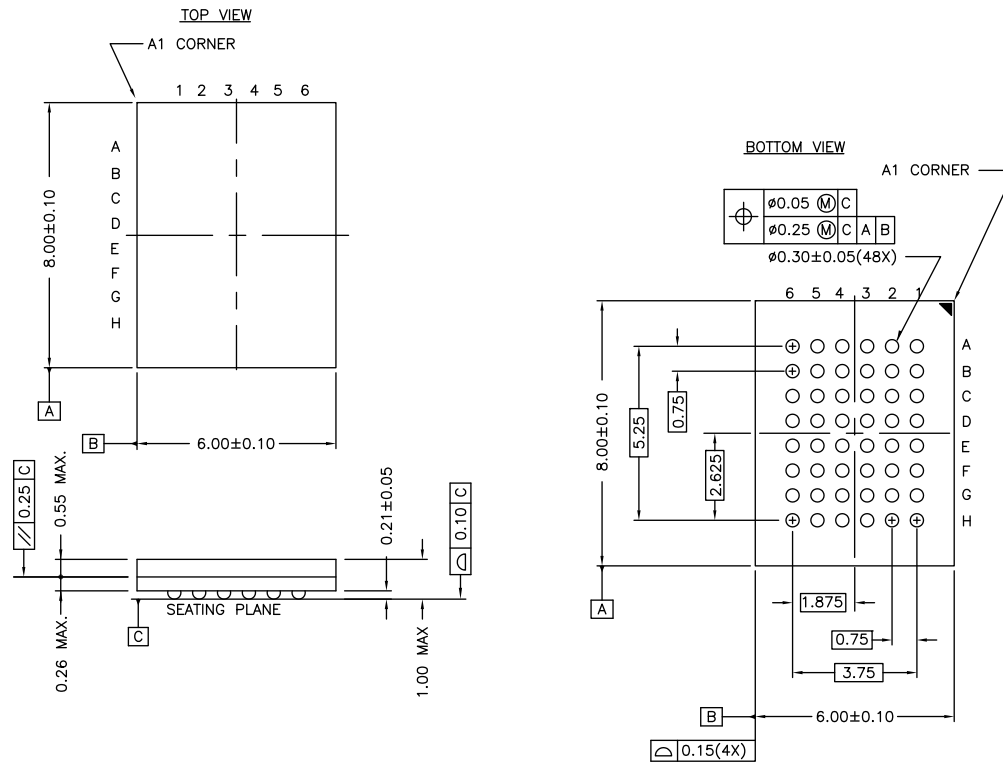 TOP VIEW
A1 CORNER
1 2 3 4 5 6
A
B
C
D
E
F
G
H
8.00±0.10
A
B
6.00±0.10
// 0.25 C
0.55 MAX.
0.21±0.05
⌓ 0.10 C
SEATING PLANE
C
0.26 MAX.
1.00 MAX
BOTTOM VIEW
A1 CORNER
⌖ ø0.05 Ⓜ C
ø0.25 Ⓜ C A B
ø0.30±0.05(48X)
6 5 4 3 2 1
A
B
C
D
E
F
G
H
8.00±0.10
5.25
0.75
2.625
A
1.875
0.75
3.75
B
6.00±0.10
⌓ 0.15(4X)